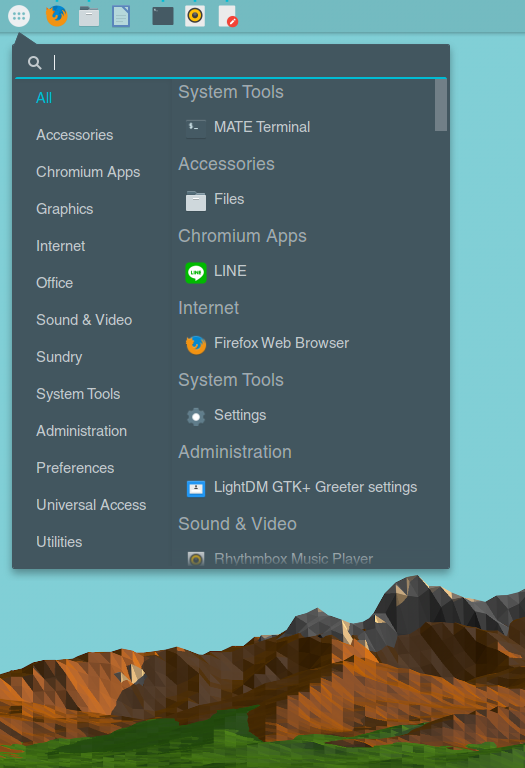 All
Accessories
Chromium Apps
Graphics
Internet
Office
Sound & Video
Sundry
System Tools
Administration
Preferences
Universal Access
Utilities
System Tools
MATE Terminal
Accessories
Files
Chromium Apps
LINE
LINE
Internet
Firefox Web Browser
System Tools
Settings
Administration
LightDM GTK+ Greeter settings
Sound & Video
Rhythmbox Music Player